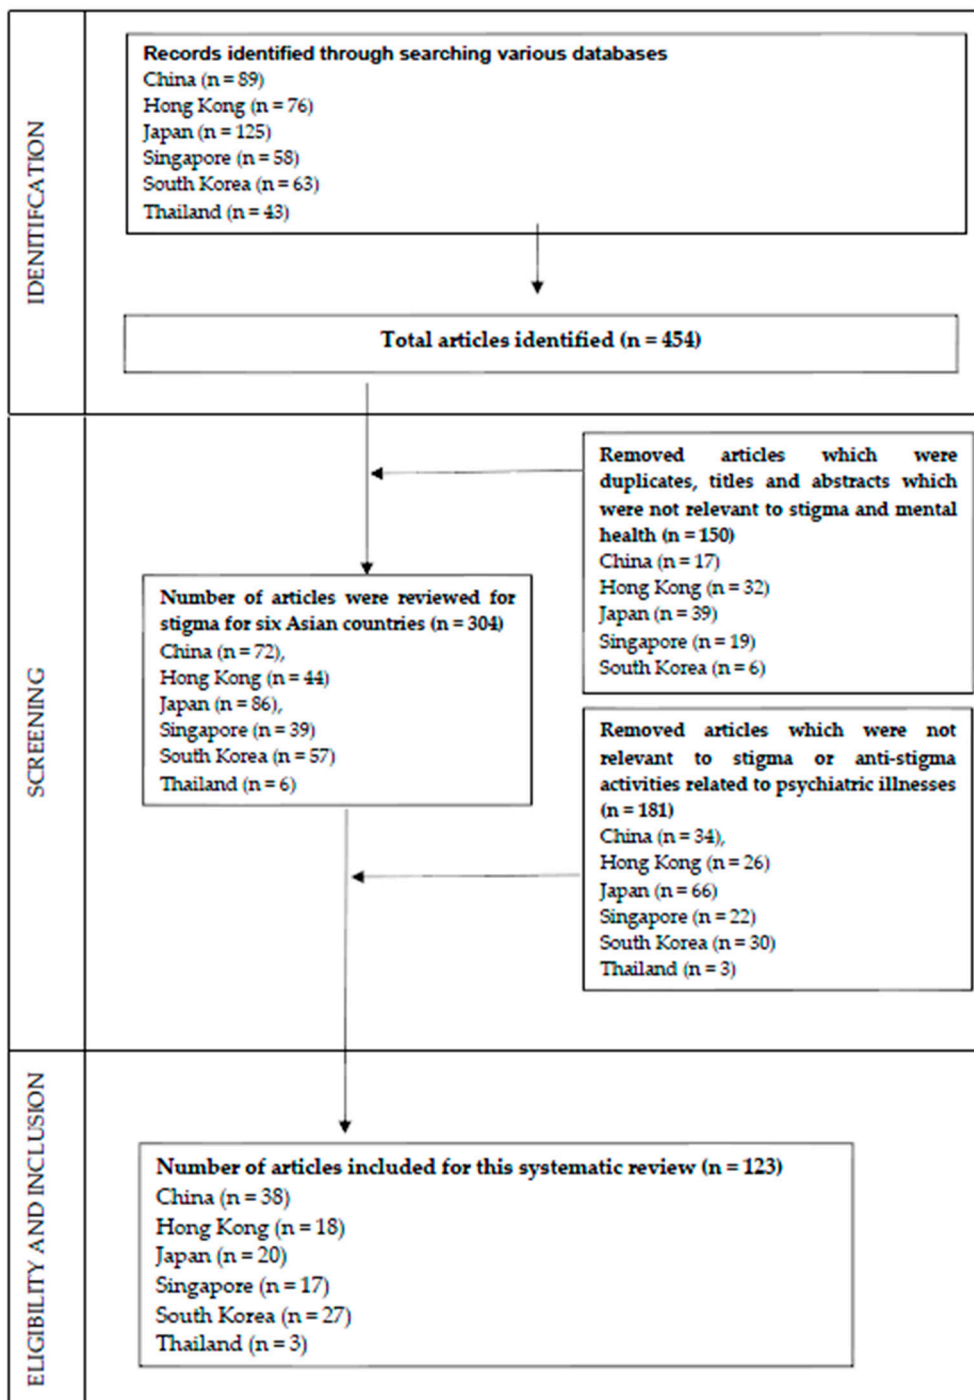 IDENITIFCATION
Records identified through searching various databases
China (n = 89)
Hong Kong (n = 76)
Japan (n = 125)
Singapore (n = 58)
South Korea (n = 63)
Thailand (n = 43)
Total articles identified (n = 454)
SCREENING
Removed articles which were
duplicates, titles and abstracts which
were not relevant to stigma and mental
health (n = 150)
China (n = 17)
Hong Kong (n = 32)
Japan (n = 39)
Singapore (n = 19)
South Korea (n = 6)
Number of articles were reviewed for
stigma for six Asian countries (n = 304)
China (n = 72),
Hong Kong (n = 44)
Japan (n = 86),
Singapore (n = 39)
South Korea (n = 57)
Thailand (n = 6)
Removed articles which were not
relevant to stigma or anti-stigma
activities related to psychiatric illnesses
(n = 181)
China (n = 34),
Hong Kong (n = 26)
Japan (n = 66)
Singapore (n = 22)
South Korea (n = 30)
Thailand (n = 3)
ELIGIBILITY AND INCLUSION
Number of articles included for this systematic review (n = 123)
China (n = 38)
Hong Kong (n = 18)
Japan (n = 20)
Singapore (n = 17)
South Korea (n = 27)
Thailand (n = 3)